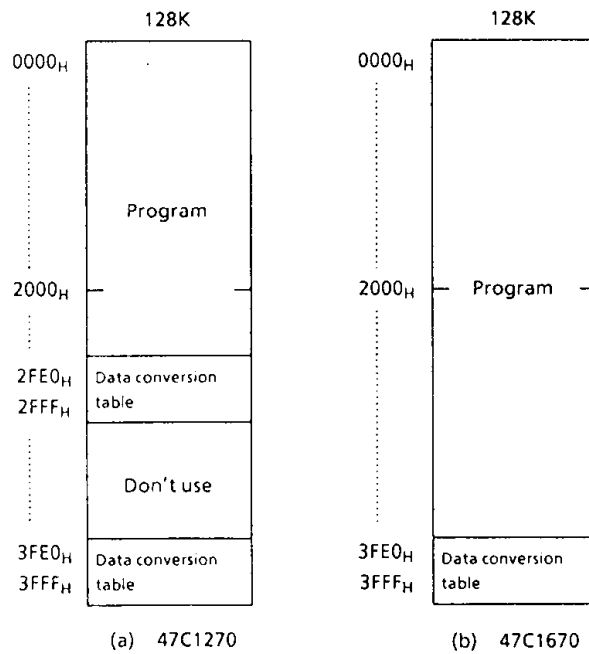 128K
0000H
Program
2000H
2FE0H
Data conversion
2FFFH
table
Don't use
3FE0H
Data conversion
3FFFH
table
(a) 47C1270
128K
0000H
2000H
Program
3FE0H
Data conversion
3FFFH
table
(b) 47C1670